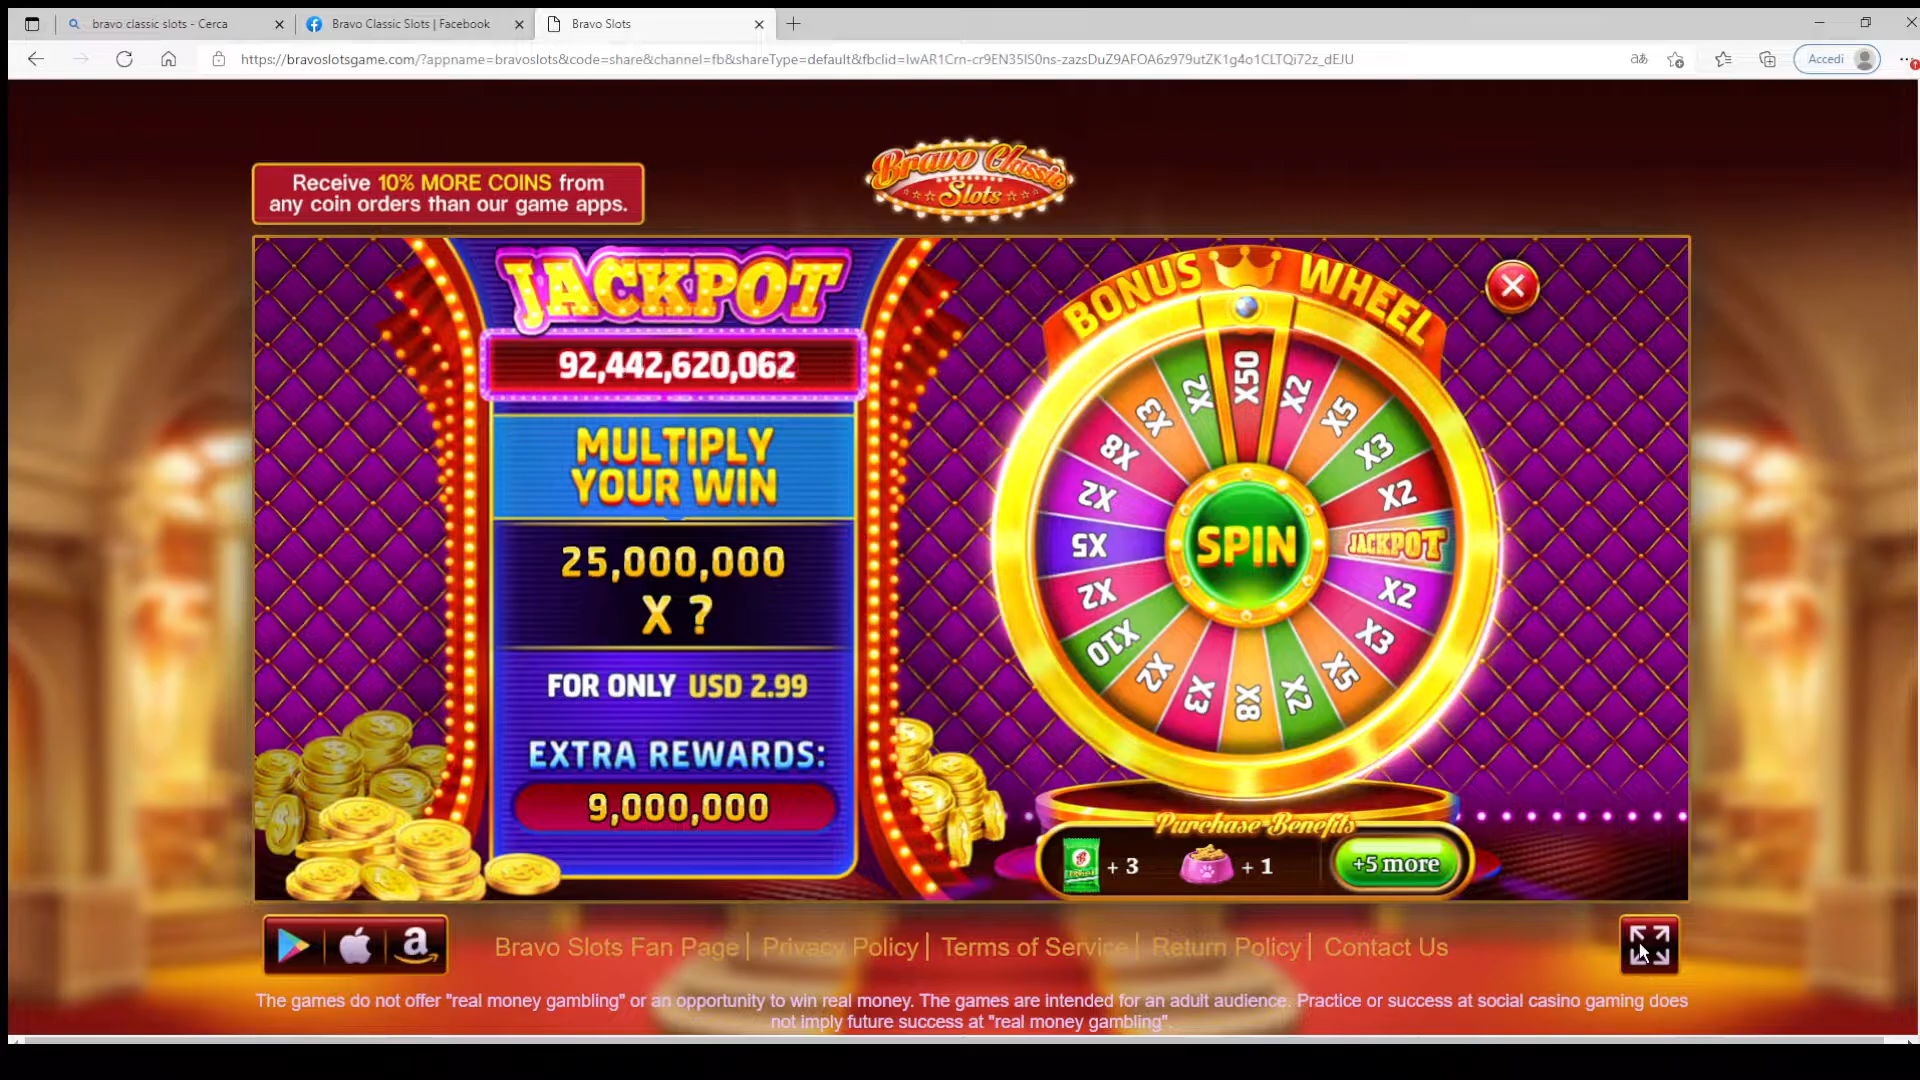 bravo classic slots - Cerca
Bravo Classic Slots | Facebook
Bravo Slots
https://bravoslotsgame.com/?appname=bravoslots&code=share&channel=fb&shareType=default&fbclid=IwAR1Crn-cr9EN35IS0ns-zazsDuZ9AFOA6z979utZK1g4o1CLTQi72z_dEJU
Accedi
Receive 10% MORE COINS from
any coin orders than our game apps.
Bravo Classic
Slots
JACKPOT
92,442,620,062
MULTIPLY
YOUR WIN
25,000,000
X ?
FOR ONLY USD 2.99
EXTRA REWARDS:
9,000,000
BONUS WHEEL
X50
X2
X5
X3
X2
JACKPOT
X2
X3
X5
X2
X8
X3
X2
X10
X2
X5
X2
X8
X3
X2
SPIN
Purchase Benefits
+ 3
+ 1
+5 more
Bravo Slots Fan Page | Privacy Policy | Terms of Service | Return Policy | Contact Us
The games do not offer "real money gambling" or an opportunity to win real money. The games are intended for an adult audience. Practice or success at social casino gaming does
not imply future success at "real money gambling".